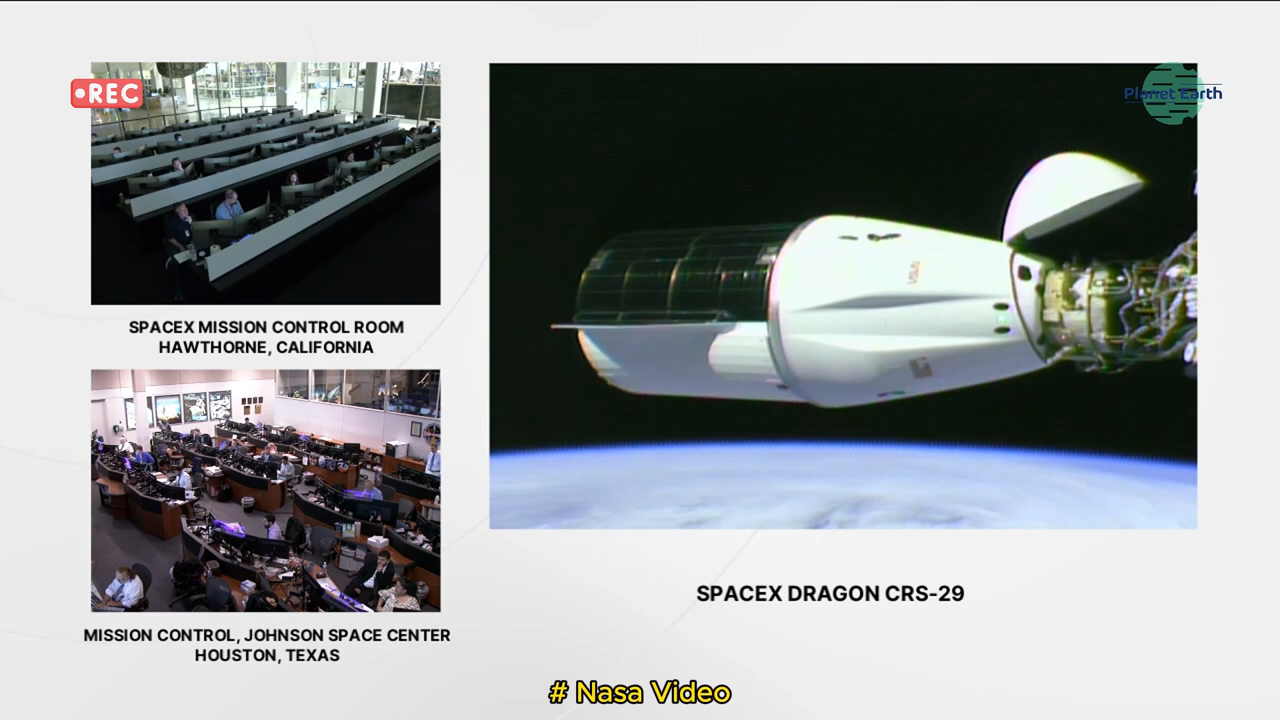 REC
Planet Earth
SPACEX MISSION CONTROL ROOM
HAWTHORNE, CALIFORNIA
MISSION CONTROL, JOHNSON SPACE CENTER
HOUSTON, TEXAS
SPACEX DRAGON CRS-29
# Nasa Video